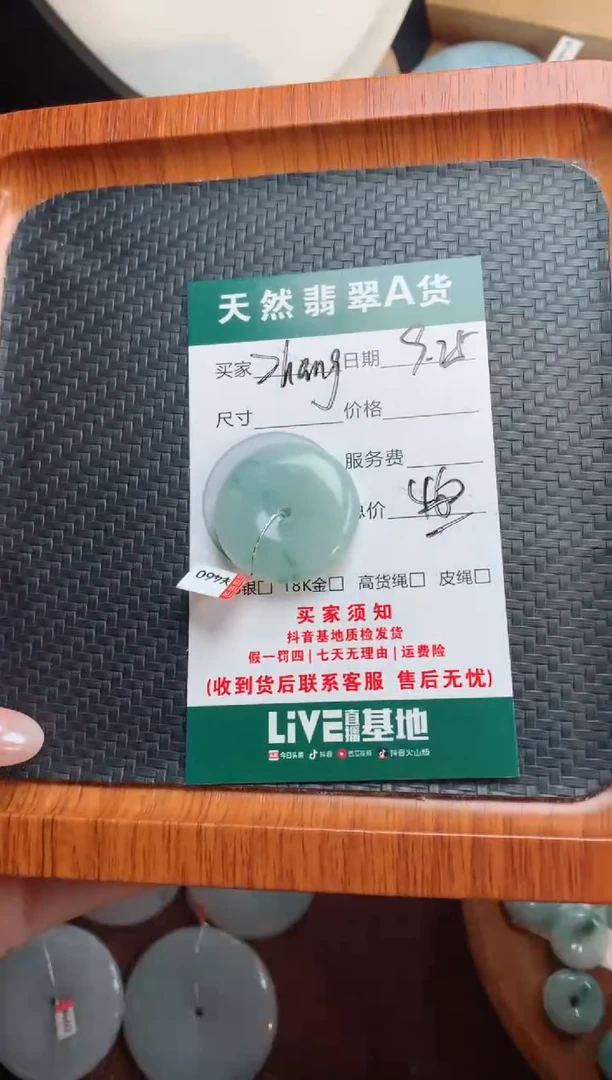 天然翡翠A货
买家 Zhang 日期 9.25
尺寸 价格
服务费
总价
银□ 18K金□ 高货绳□ 皮绳□
买家须知
抖音基地质检发货
假一罚四|七天无理由|运费险
(收到货后联系客服 售后无忧)
LiVE直播基地
今日头条 抖音 西瓜视频 抖音火山版